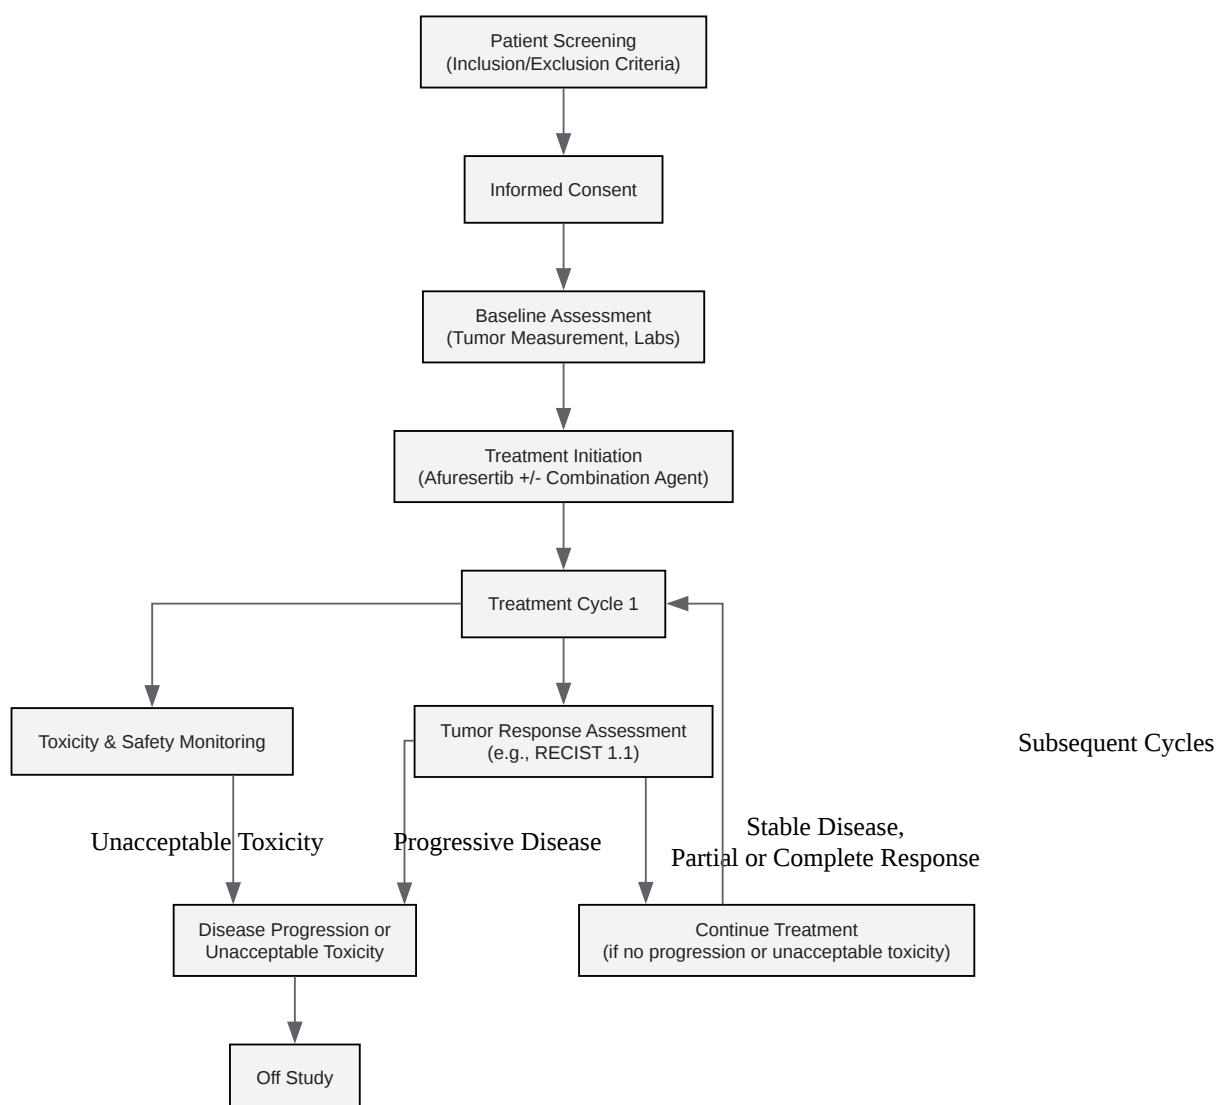 Patient Screening
(Inclusion/Exclusion Criteria)
Informed Consent
Baseline Assessment
(Tumor Measurement, Labs)
Treatment Initiation
(Afuresertib +/- Combination Agent)
Treatment Cycle 1
Toxicity & Safety Monitoring
Tumor Response Assessment
(e.g., RECIST 1.1)
Subsequent Cycles
Unacceptable Toxicity
Progressive Disease
Stable Disease,
Partial or Complete Response
Disease Progression or
Unacceptable Toxicity
Continue Treatment
(if no progression or unacceptable toxicity)
Off Study